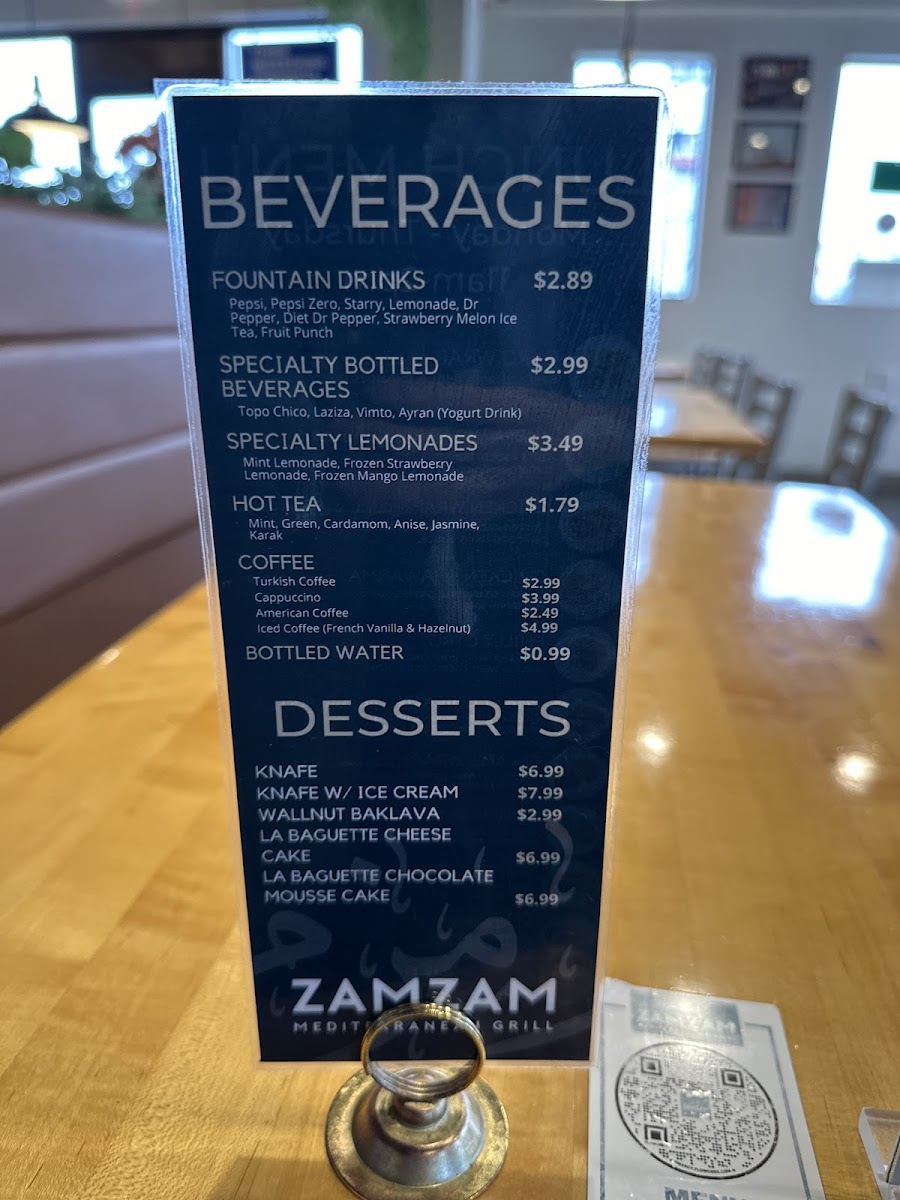 BEVERAGES
FOUNTAIN DRINKS $2.89
Pepsi, Pepsi Zero, Starry, Lemonade, Dr
Pepper, Diet Dr Pepper, Strawberry Melon Ice
Tea, Fruit Punch
SPECIALTY BOTTLED $2.99
BEVERAGES
Topo Chico, Laziza, Vimto, Ayran (Yogurt Drink)
SPECIALTY LEMONADES $3.49
Mint Lemonade, Frozen Strawberry
Lemonade, Frozen Mango Lemonade
HOT TEA $1.79
Mint, Green, Cardamom, Anise, Jasmine,
Karak
COFFEE
Turkish Coffee $2.99
Cappuccino $3.99
American Coffee $2.49
Iced Coffee (French Vanilla & Hazelnut) $4.99
BOTTLED WATER $0.99
DESSERTS
KNAFE $6.99
KNAFE W/ ICE CREAM $7.99
WALLNUT BAKLAVA $2.99
LA BAGUETTE CHEESE
CAKE $6.99
LA BAGUETTE CHOCOLATE
MOUSSE CAKE $6.99
ZAMZAM
MEDITERRANEAN GRILL
ZAMZAM
MENU